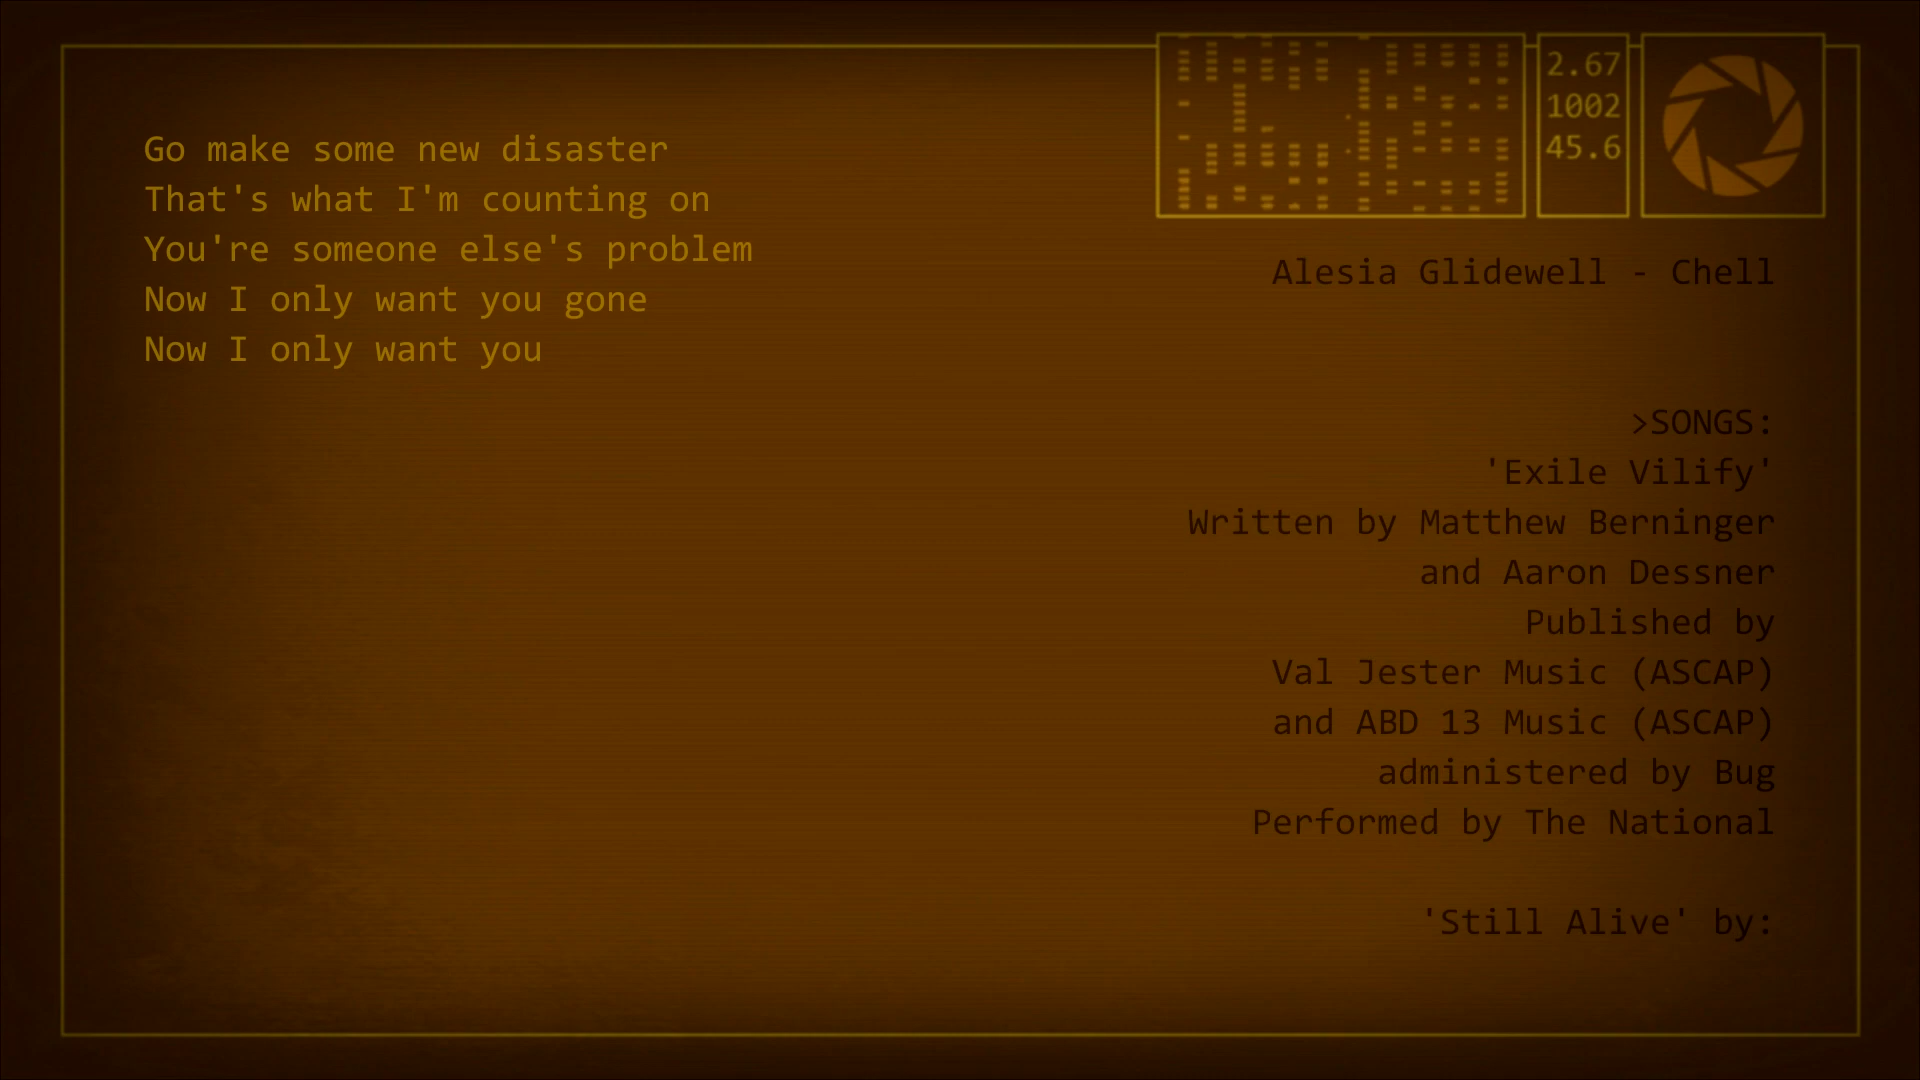 Go make some new disaster
That's what I'm counting on
You're someone else's problem
Now I only want you gone
Now I only want you
2.67
1002
45.6
Alesia Glidewell - Chell
>SONGS:
'Exile Vilify'
Written by Matthew Berninger
and Aaron Dessner
Published by
Val Jester Music (ASCAP)
and ABD 13 Music (ASCAP)
administered by Bug
Performed by The National
'Still Alive' by: